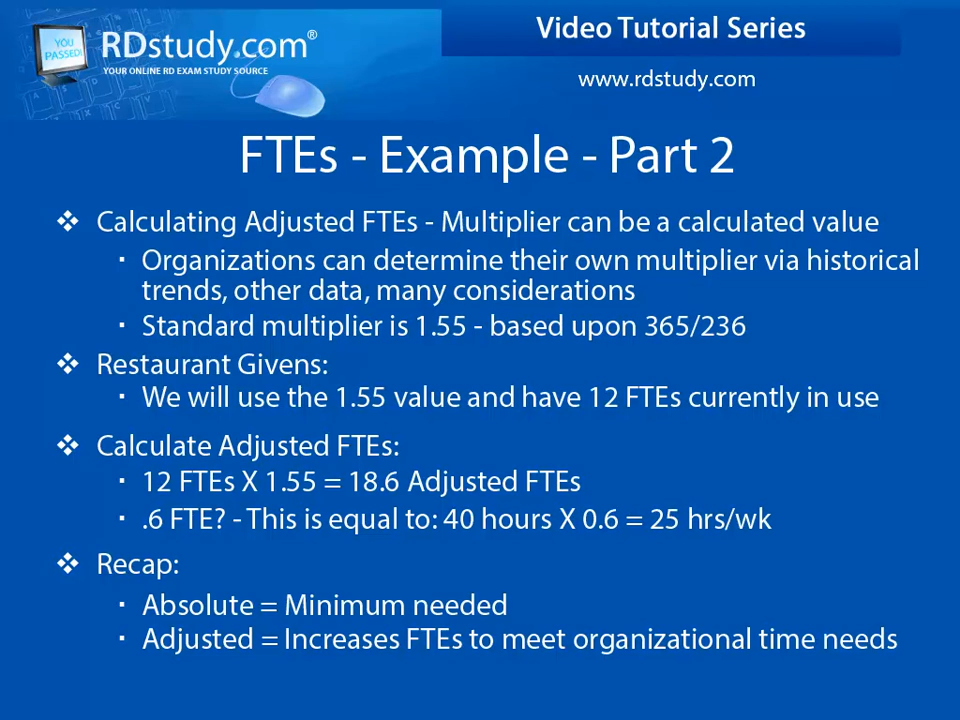 YOU
PASSED!
RDstudy.com®
YOUR ONLINE RD EXAM STUDY SOURCE
Video Tutorial Series
www.rdstudy.com
FTEs - Example - Part 2
❖ Calculating Adjusted FTEs - Multiplier can be a calculated value
· Organizations can determine their own multiplier via historical
trends, other data, many considerations
· Standard multiplier is 1.55 - based upon 365/236
❖ Restaurant Givens:
· We will use the 1.55 value and have 12 FTEs currently in use
❖ Calculate Adjusted FTEs:
· 12 FTEs X 1.55 = 18.6 Adjusted FTEs
· .6 FTE? - This is equal to: 40 hours X 0.6 = 25 hrs/wk
❖ Recap:
· Absolute = Minimum needed
· Adjusted = Increases FTEs to meet organizational time needs